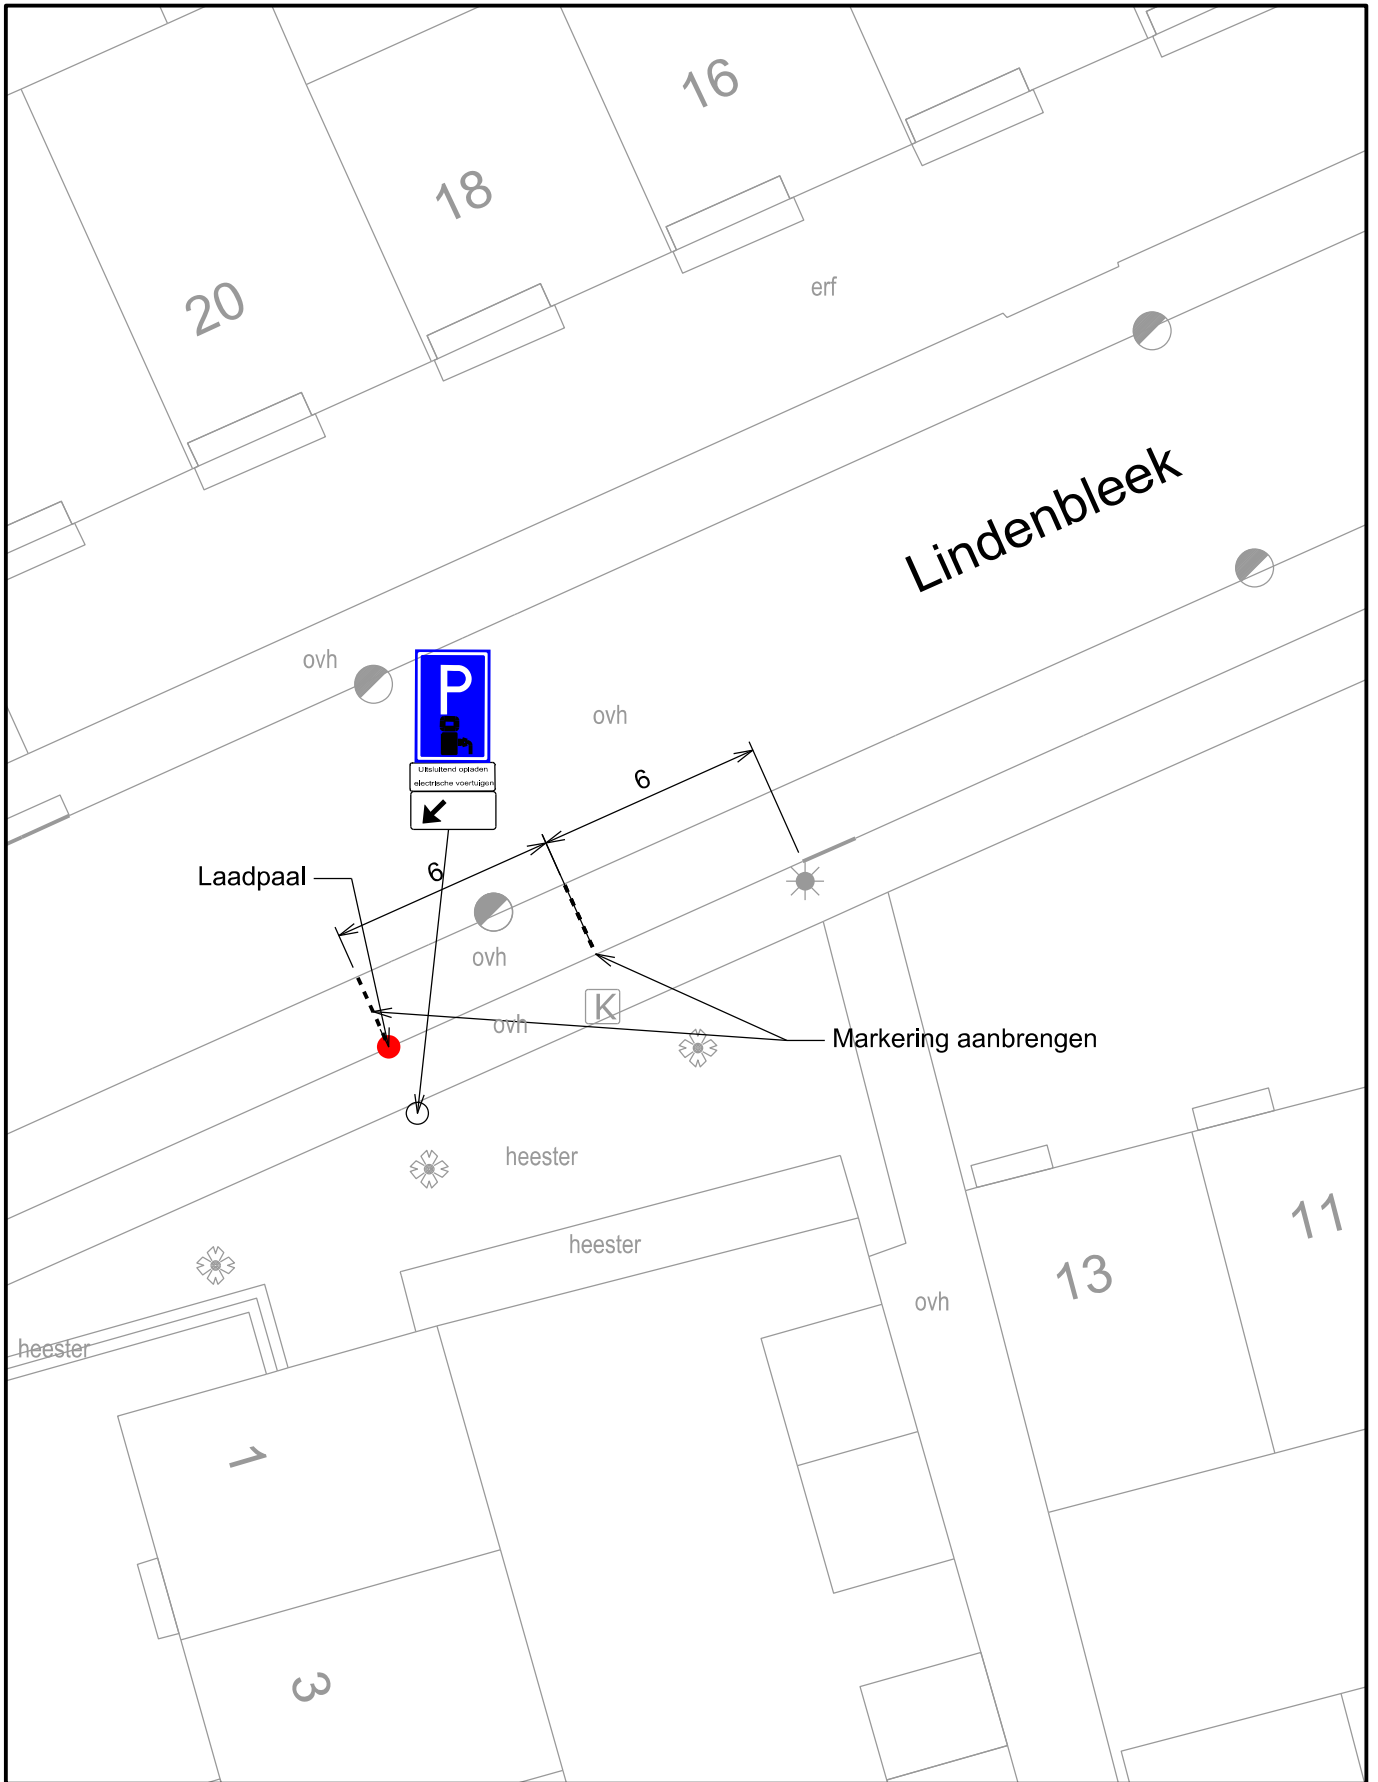 16
18
20
erf
Lindenbleek
ovh
P
ovh
Uitsluitend opladen
electrische voertuigen
6
6
Laadpaal
ovh
K
ovh
Markering aanbrengen
heester
heester
11
13
ovh
heester
1
3